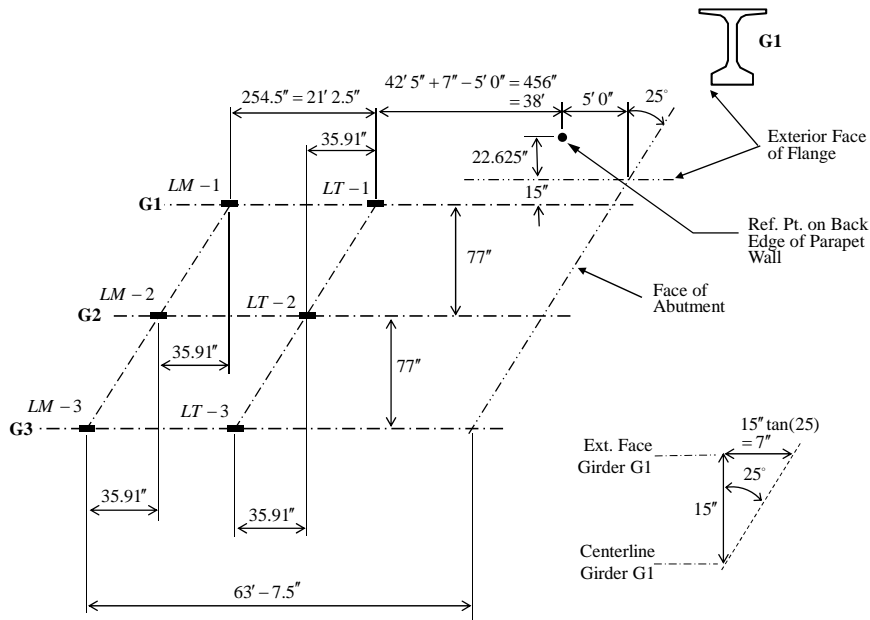 G1
42′ 5″ + 7″ − 5′ 0″ = 456″
= 38′
254.5″ = 21′ 2.5″
5′ 0″
25°
35.91″
22.625″
Exterior Face
of Flange
LM − 1
LT − 1
15″
G1
Ref. Pt. on Back
Edge of Parapet
Wall
77″
LM − 2
LT − 2
G2
Face of
Abutment
35.91″
77″
LM − 3
LT − 3
G3
15″ tan(25)
= 7″
Ext. Face
Girder G1
25°
35.91″
35.91″
15″
Centerline
Girder G1
63′ − 7.5″